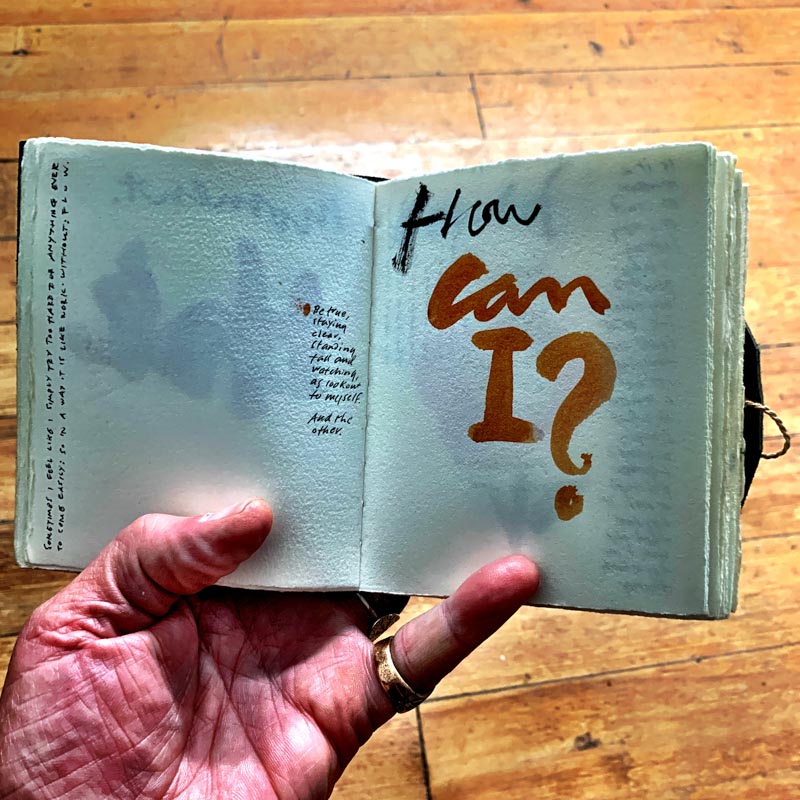 SOMETIMES I FEEL LIKE I SIMPLY TRY TOO HARD FOR ANYTHING EVER
TO COME EASILY: SO IN A WAY. IT IS LIKE WORK. WITHOUT; FLOW.
Be true,
staying
clear,
standing
tall and
watching,
as lookout
to myself.
And the
other.
How
can
I?